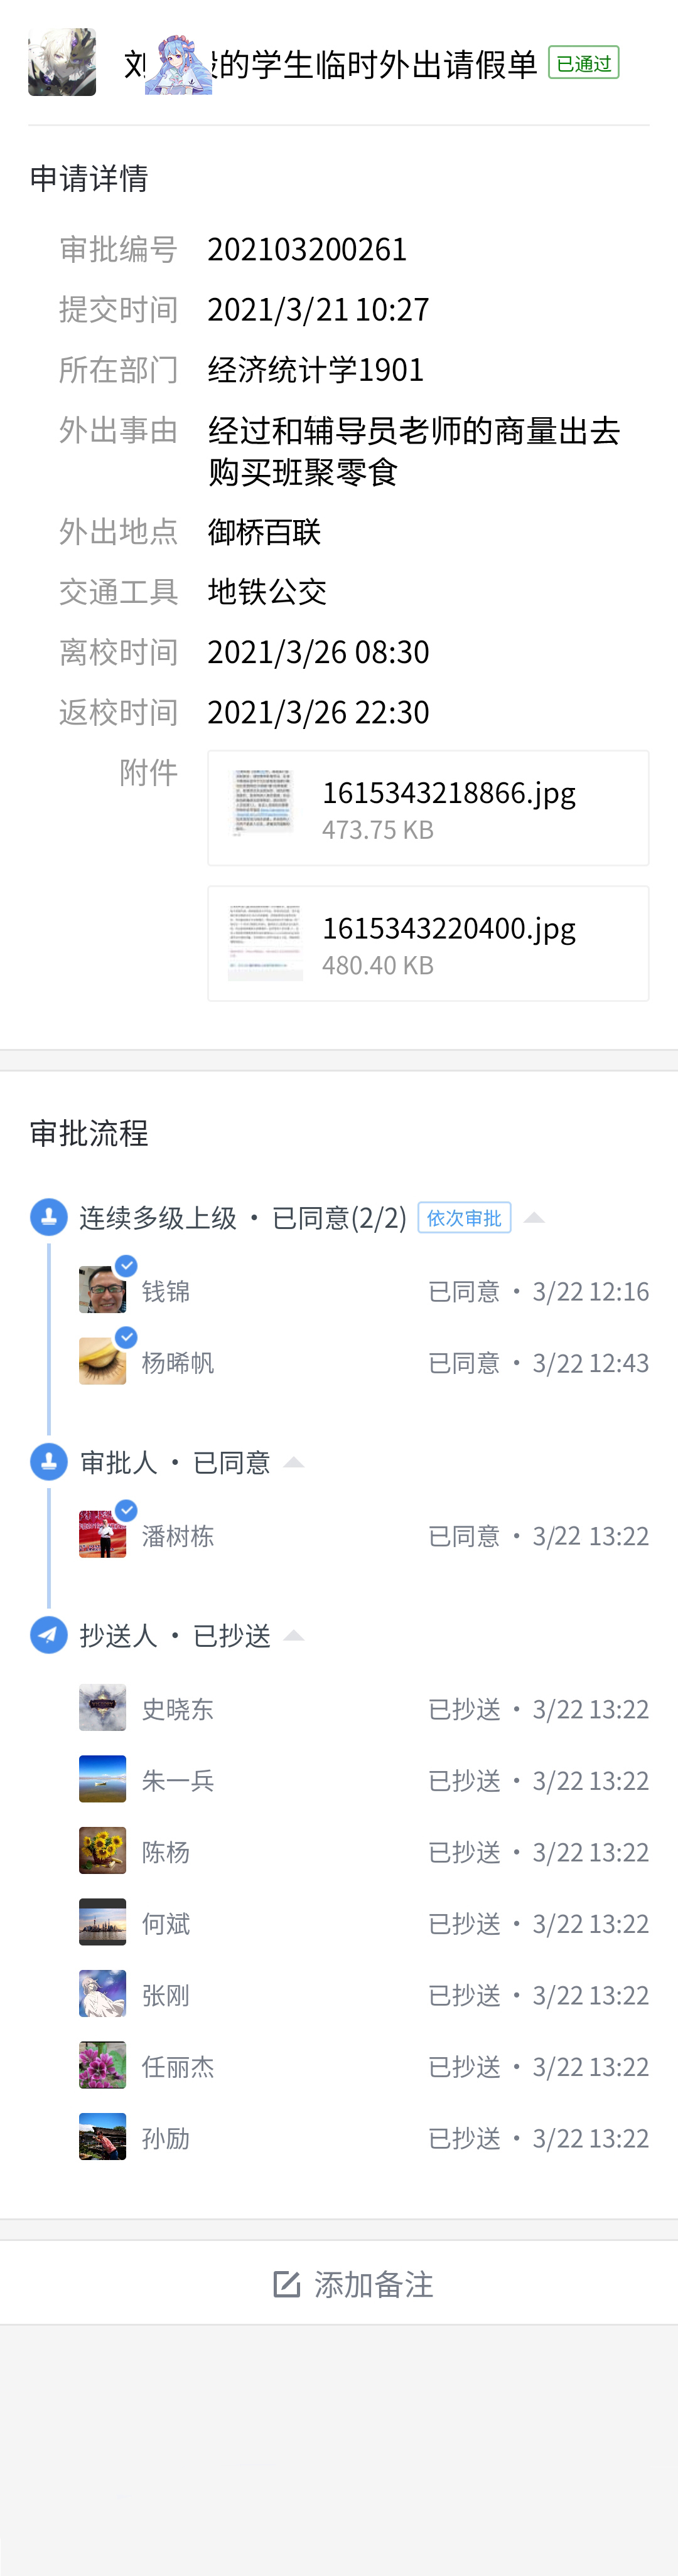 刘 的学生临时外出请假单 已通过
申请详情
审批编号 202103200261
提交时间 2021/3/21 10:27
所在部门 经济统计学1901
外出事由 经过和辅导员老师的商量出去
购买班聚零食
外出地点 御桥百联
交通工具 地铁公交
离校时间 2021/3/26 08:30
返校时间 2021/3/26 22:30
附件 1615343218866.jpg
473.75 KB
1615343220400.jpg
480.40 KB
审批流程
连续多级上级 · 已同意(2/2) 依次审批
钱锦 已同意 · 3/22 12:16
杨晞帆 已同意 · 3/22 12:43
审批人 · 已同意
潘树栋 已同意 · 3/22 13:22
抄送人 · 已抄送
史晓东 已抄送 · 3/22 13:22
朱一兵 已抄送 · 3/22 13:22
陈杨 已抄送 · 3/22 13:22
何斌 已抄送 · 3/22 13:22
张刚 已抄送 · 3/22 13:22
任丽杰 已抄送 · 3/22 13:22
孙励 已抄送 · 3/22 13:22
添加备注